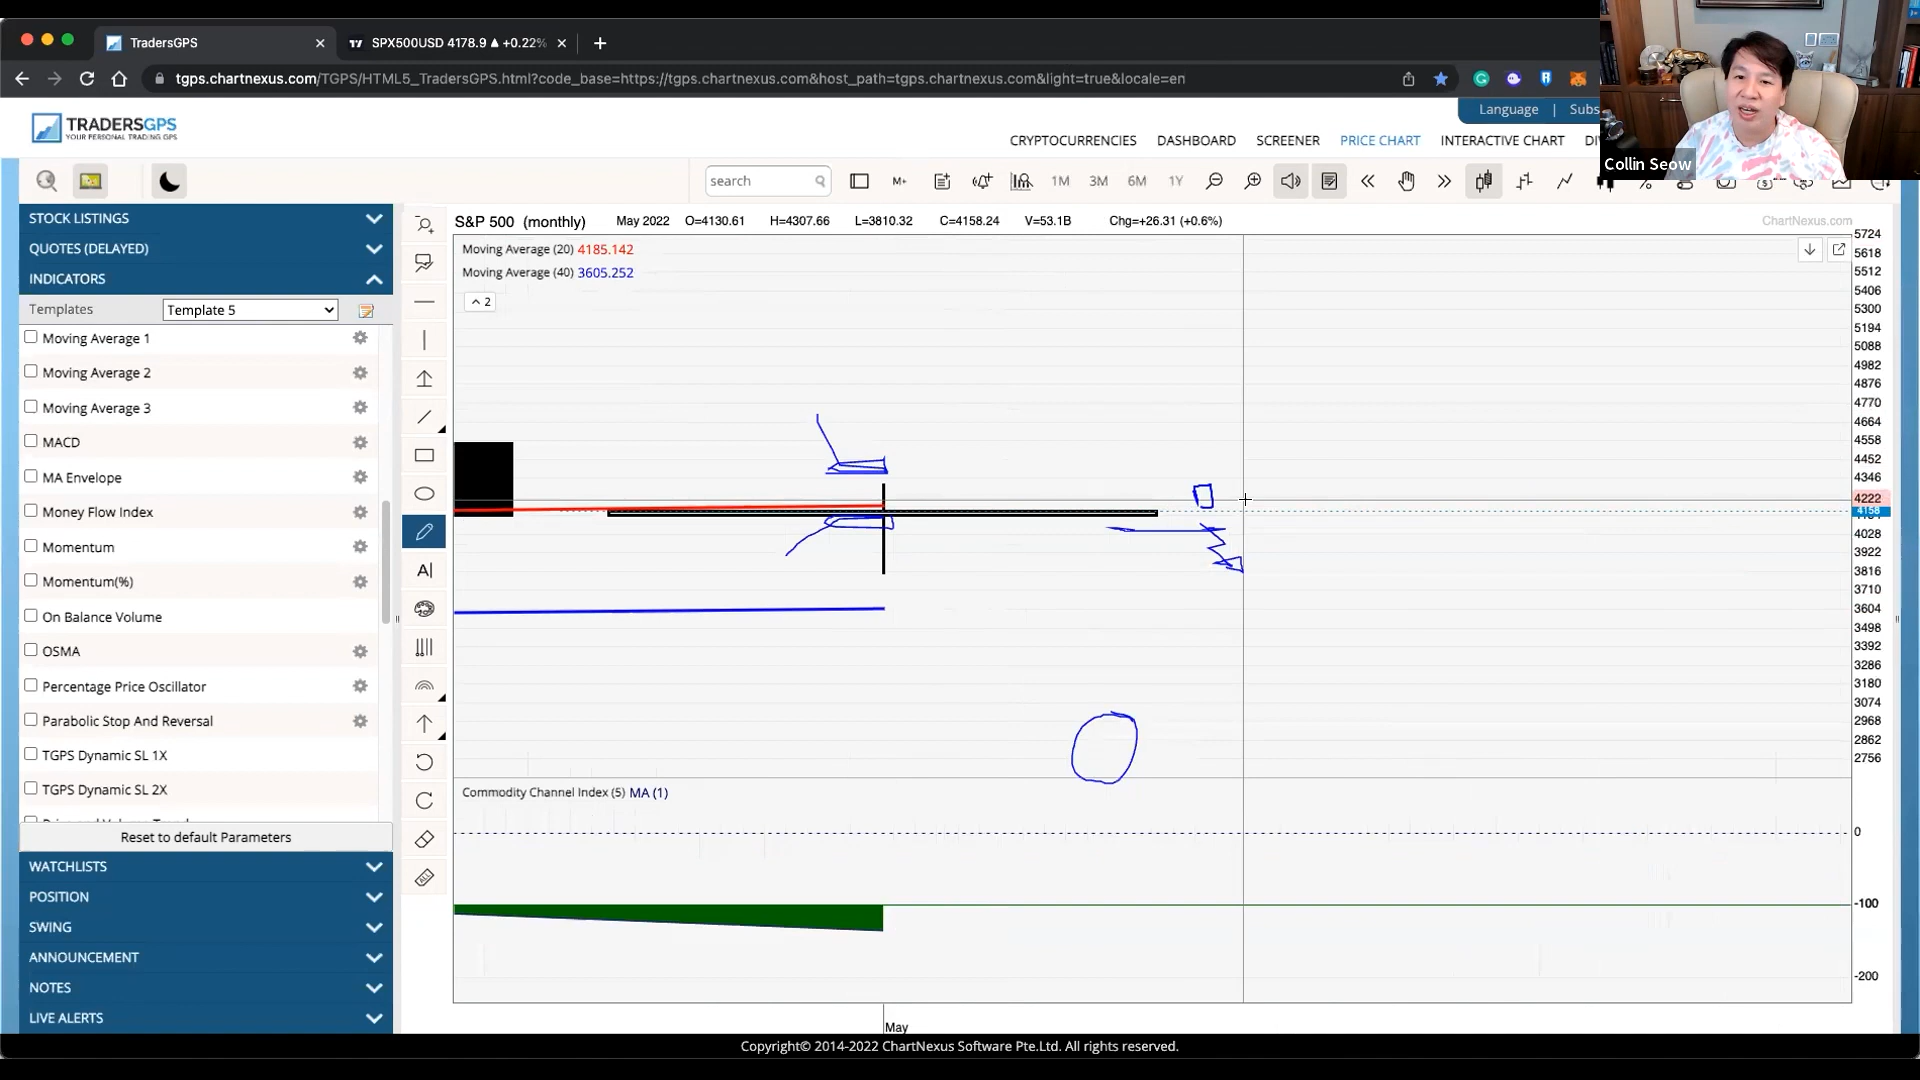 TradersGPS
SPX500USD 4178.9 ▲ +0.22%
tgps.chartnexus.com/TGPS/HTML5_TradersGPS.html?code_base=https://tgps.chartnexus.com&host_path=tgps.chartnexus.com&light=true&locale=en
Language | Subs
TRADERSGPS
YOUR PERSONAL TRADING GPS
CRYPTOCURRENCIES DASHBOARD SCREENER PRICE CHART INTERACTIVE CHART DI
Collin Seow
search
M+
1M 3M 6M 1Y
STOCK LISTINGS
QUOTES (DELAYED)
INDICATORS
Templates Template 5
Moving Average 1
Moving Average 2
Moving Average 3
MACD
MA Envelope
Money Flow Index
Momentum
Momentum(%)
On Balance Volume
OSMA
Percentage Price Oscillator
Parabolic Stop And Reversal
TGPS Dynamic SL 1X
TGPS Dynamic SL 2X
Reset to default Parameters
WATCHLISTS
POSITION
SWING
ANNOUNCEMENT
NOTES
LIVE ALERTS
S&P 500 (monthly) May 2022 O=4130.61 H=4307.66 L=3810.32 C=4158.24 V=53.1B Chg=+26.31 (+0.6%)
ChartNexus.com
Moving Average (20) 4185.142
Moving Average (40) 3605.252
2
5724
5618
5512
5406
5300
5194
5088
4982
4876
4770
4664
4558
4452
4346
4222
4158
4028
3922
3816
3710
3604
3498
3392
3286
3180
3074
2968
2862
2756
Commodity Channel Index (5) MA (1)
0
-100
-200
May
Copyright© 2014-2022 ChartNexus Software Pte.Ltd. All rights reserved.